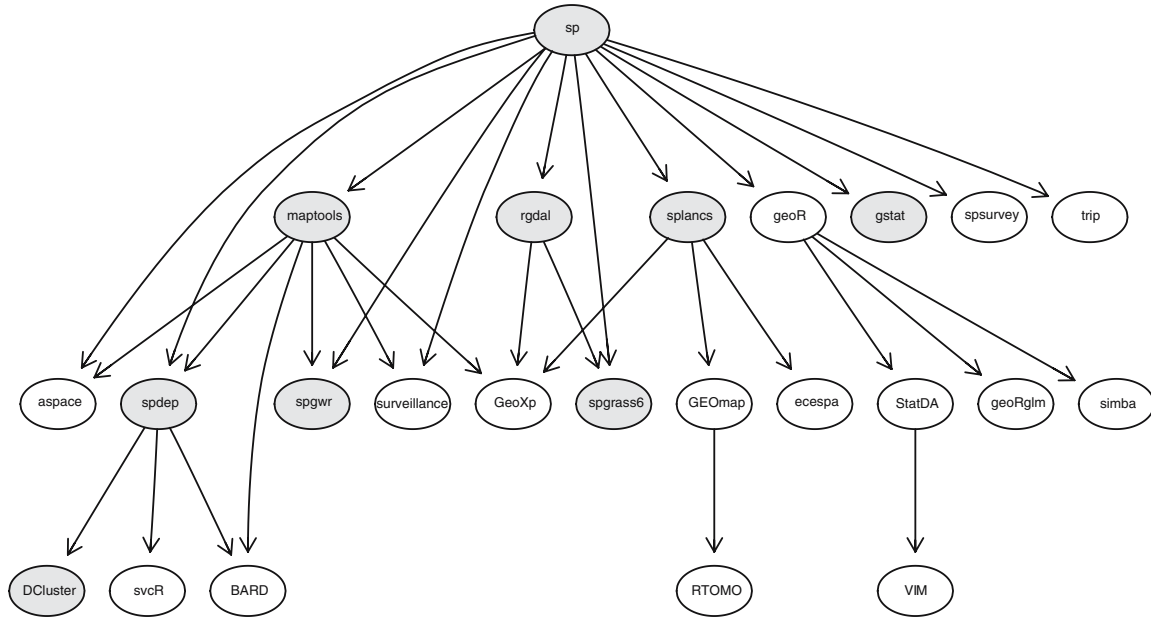 sp
maptools
rgdal
splancs
geoR
gstat
spsurvey
trip
aspace
spdep
spgwr
surveillance
GeoXp
spgrass6
GEOmap
ecespa
StatDA
geoRglm
simba
DCluster
svcR
BARD
RTOMO
VIM